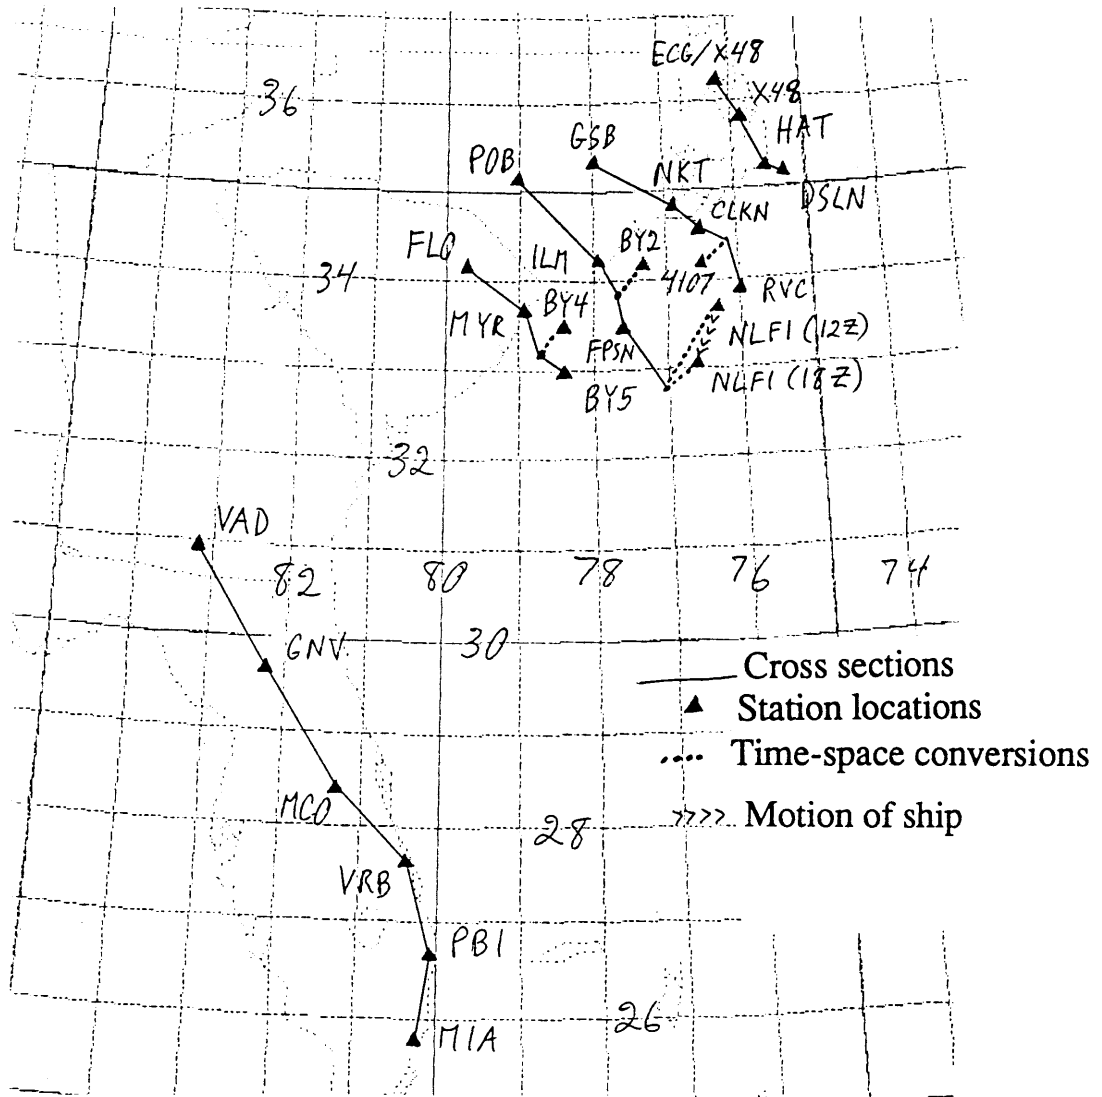 ECG/X48
36
X48
HAT
GSB
POB
NKT
DSLN
CLKN
FLO
ILM
BY2
34
4107
RVC
BY4
MYR
NLFI (12Z)
FPSN
NLFI (18Z)
BY5
32
VAD
82
80
78
76
74
GNV
30
Cross sections
Station locations
Time-space conversions
MCO
>>>> Motion of ship
28
VRB
PBI
26
MIA